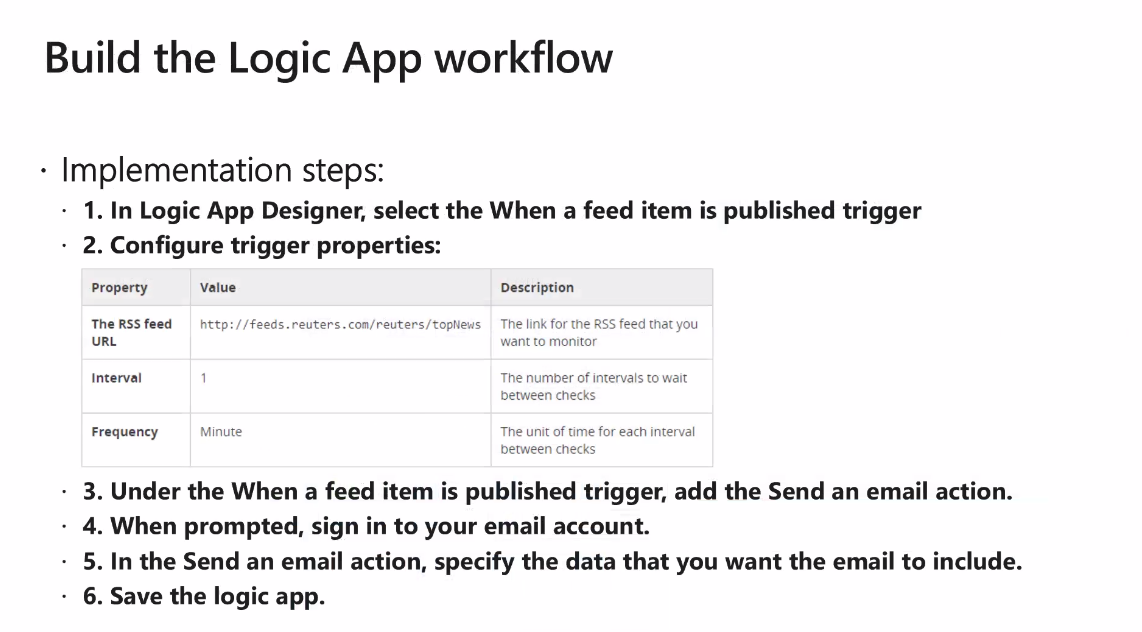 Build the Logic App workflow
· Implementation steps:
· 1. In Logic App Designer, select the When a feed item is published trigger
· 2. Configure trigger properties:
Property Value Description
The RSS feed URL http://feeds.reuters.com/reuters/topNews The link for the RSS feed that you want to monitor
Interval 1 The number of intervals to wait between checks
Frequency Minute The unit of time for each interval between checks
· 3. Under the When a feed item is published trigger, add the Send an email action.
· 4. When prompted, sign in to your email account.
· 5. In the Send an email action, specify the data that you want the email to include.
· 6. Save the logic app.